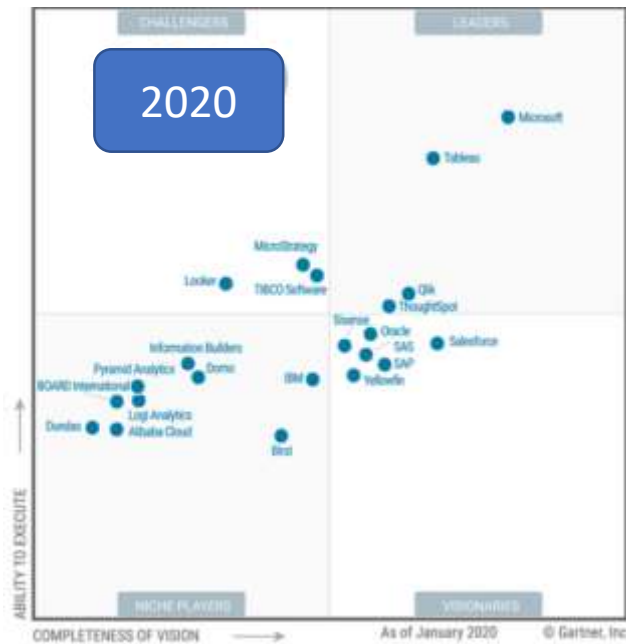 CHALLENGERS
LEADERS
2020
Microsoft
Tableau
MicroStrategy
Looker
TIBCO Software
Qlik
ThoughtSpot
Sisense
Oracle
Salesforce
SAS
Information Builders
SAP
Pyramid Analytics
Domo
IBM
Yellowfin
BOARD International
Logi Analytics
Dundas
Alibaba Cloud
Birst
ABILITY TO EXECUTE
NICHE PLAYERS
VISIONARIES
COMPLETENESS OF VISION
As of January 2020
© Gartner, Inc